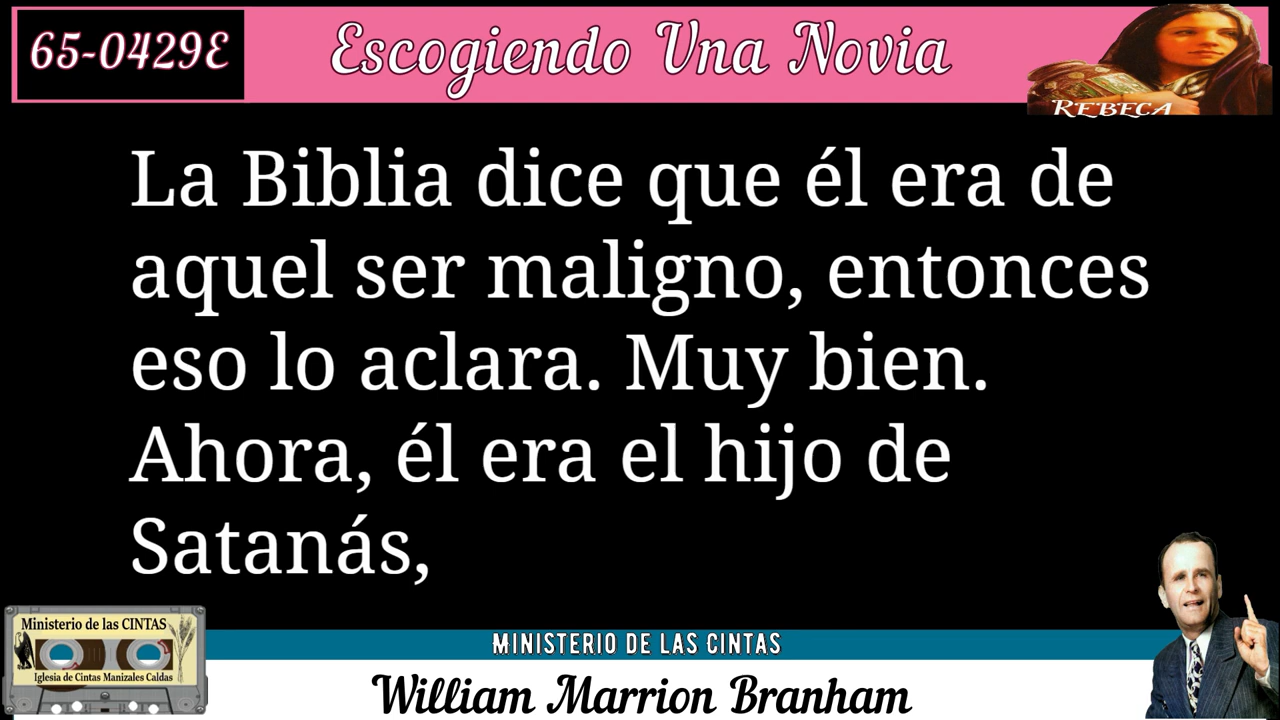 65-0429E
Escogiendo Una Novia
REBECA
La Biblia dice que él era de
aquel ser maligno, entonces
eso lo aclara. Muy bien.
Ahora, él era el hijo de
Satanás,
Ministerio de las CINTAS
Iglesia de Cintas Manizales Caldas
MINISTERIO DE LAS CINTAS
William Marrion Branham